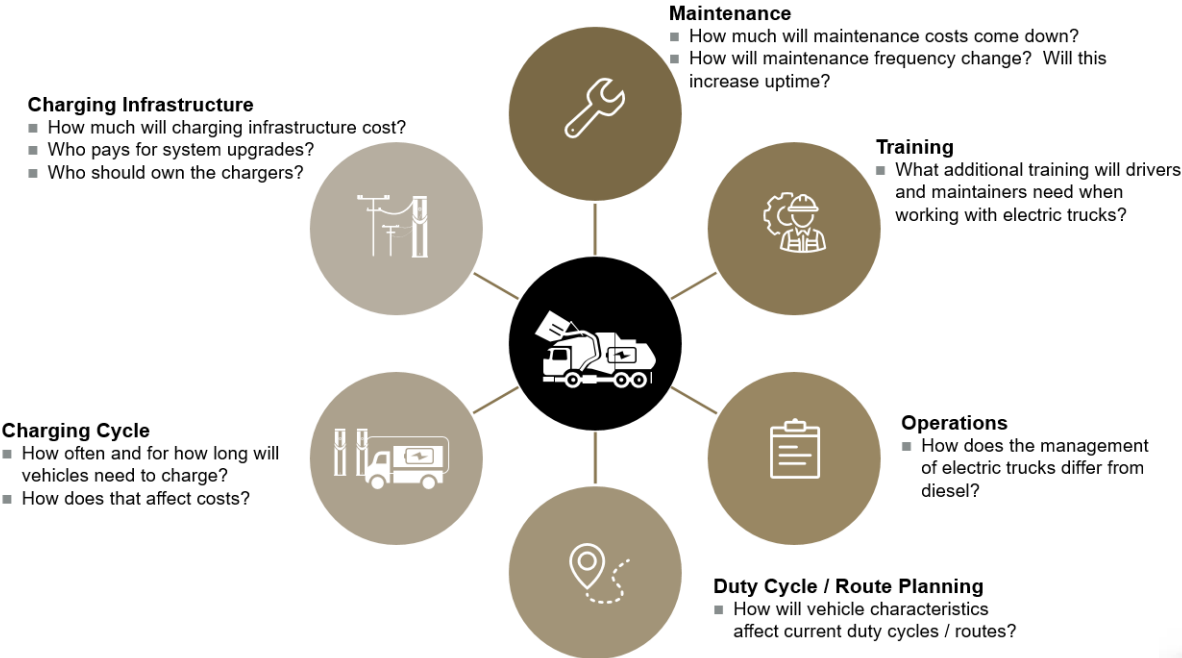 Maintenance
■ How much will maintenance costs come down?
■ How will maintenance frequency change?  Will this
increase uptime?
Charging Infrastructure
■ How much will charging infrastructure cost?
■ Who pays for system upgrades?
■ Who should own the chargers?
Training
■ What additional training will drivers
and maintainers need when
working with electric trucks?
Charging Cycle
■ How often and for how long will
vehicles need to charge?
■ How does that affect costs?
Operations
■ How does the management
of electric trucks differ from
diesel?
Duty Cycle / Route Planning
■ How will vehicle characteristics
affect current duty cycles / routes?